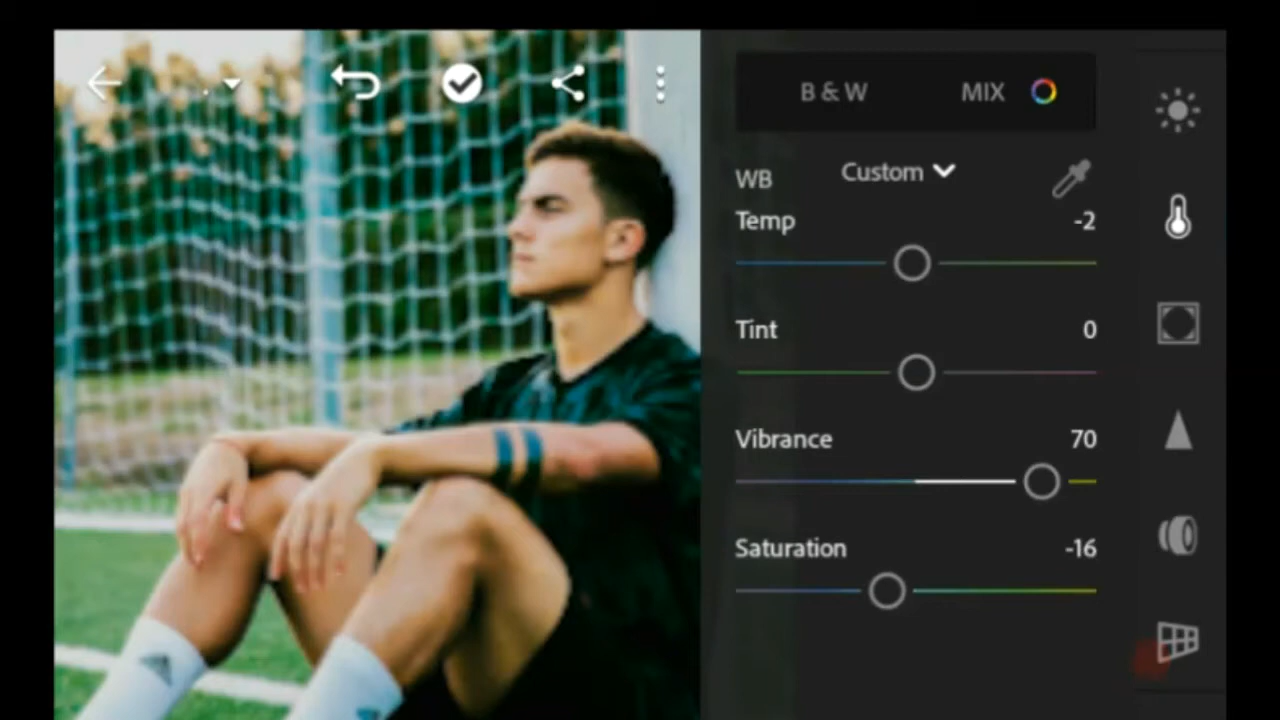 B & W MIX
WB Custom
Temp -2
Tint 0
Vibrance 70
Saturation -16